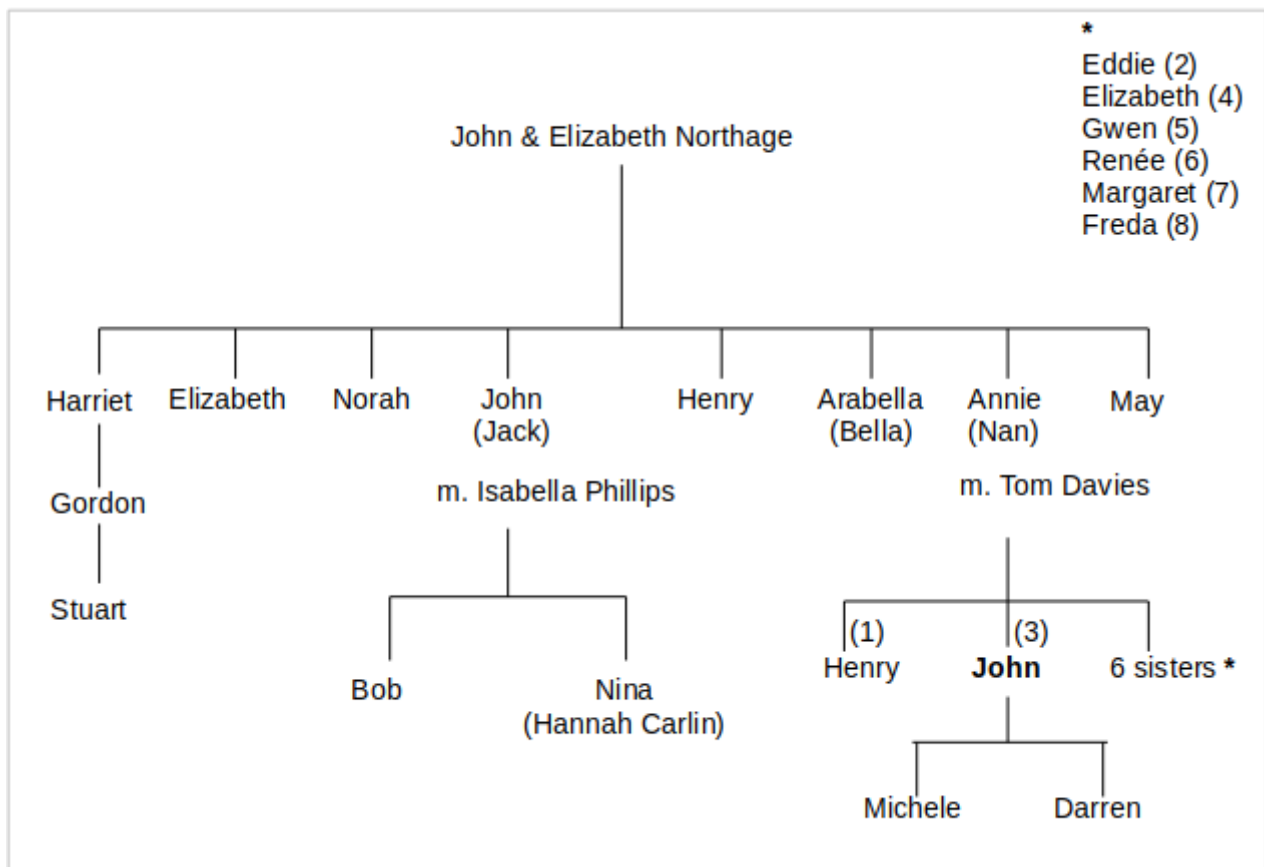 *
Eddie (2)
Elizabeth (4)
Gwen (5)
Renée (6)
Margaret (7)
Freda (8)
John & Elizabeth Northage
Harriet
Elizabeth
Norah
John
(Jack)
Henry
Arabella
(Bella)
Annie
(Nan)
May
Gordon
m. Isabella Phillips
m. Tom Davies
Stuart
(1)
Henry
(3)
John
6 sisters *
Bob
Nina
(Hannah Carlin)
Michele
Darren